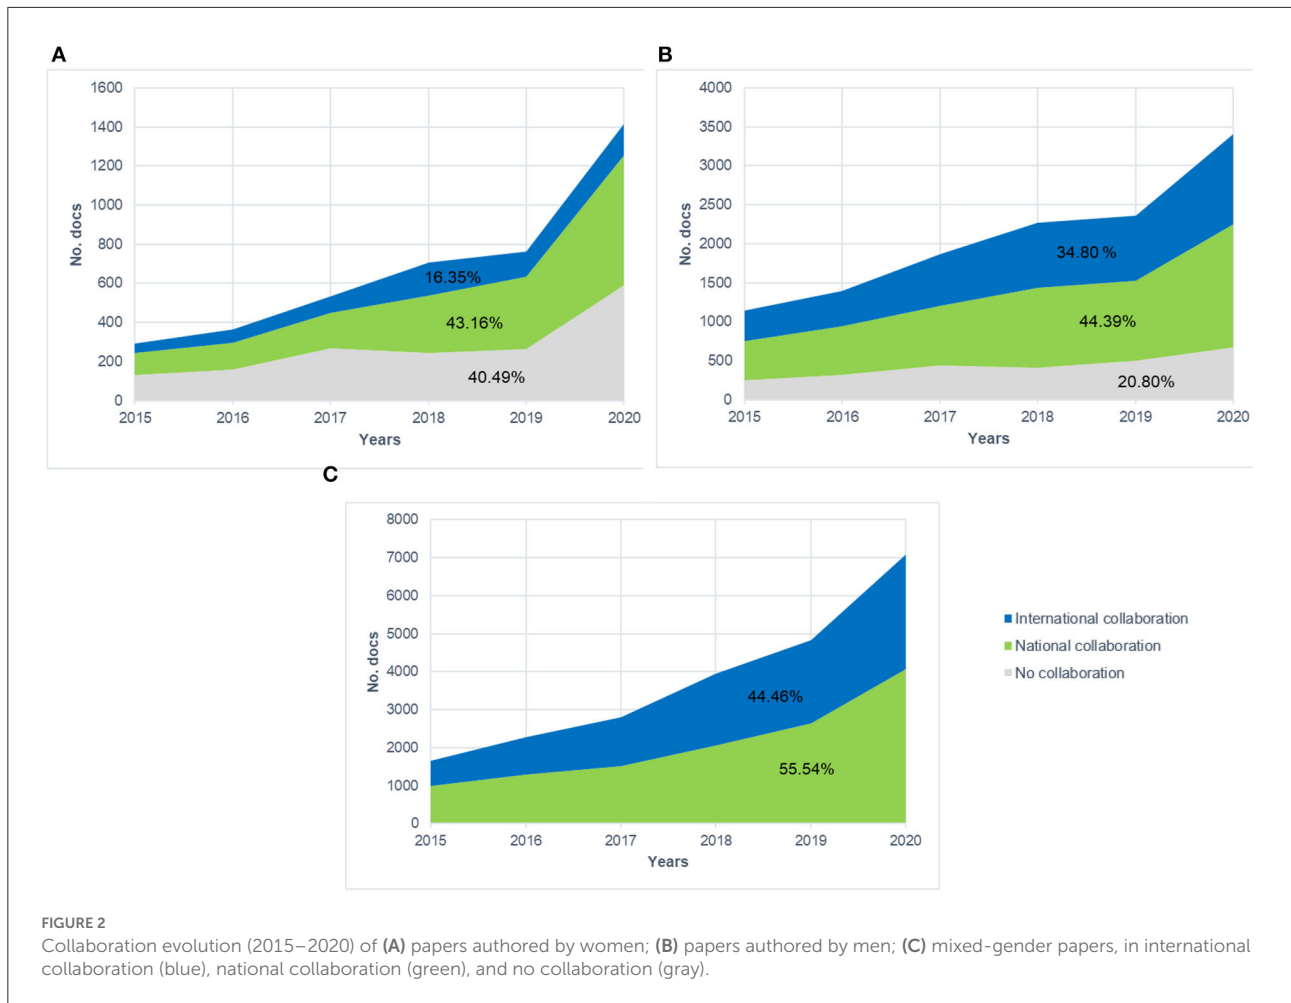 A
1600
1400
1200
1000
800
600
400
200
0
No. docs
16.35%
43.16%
40.49%
2015 2016 2017 2018 2019 2020
Years
B
4000
3500
3000
2500
2000
1500
1000
500
0
No. docs
34.80 %
44.39%
20.80%
2015 2016 2017 2018 2019 2020
Years
C
8000
7000
6000
5000
4000
3000
2000
1000
0
No. docs
44.46%
55.54%
2015 2016 2017 2018 2019 2020
Years
International collaboration
National collaboration
No collaboration
FIGURE 2
Collaboration evolution (2015–2020) of (A) papers authored by women; (B) papers authored by men; (C) mixed-gender papers, in international
collaboration (blue), national collaboration (green), and no collaboration (gray).